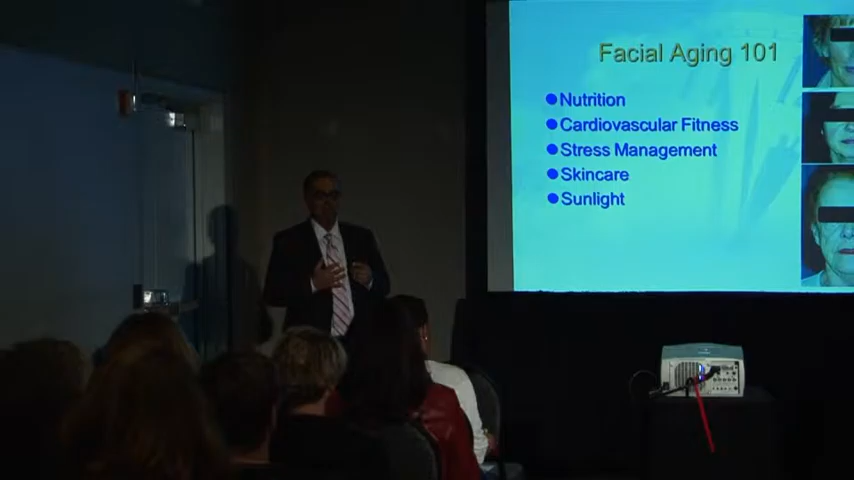 Facial Aging 101
Nutrition
Cardiovascular Fitness
Stress Management
Skincare
Sunlight